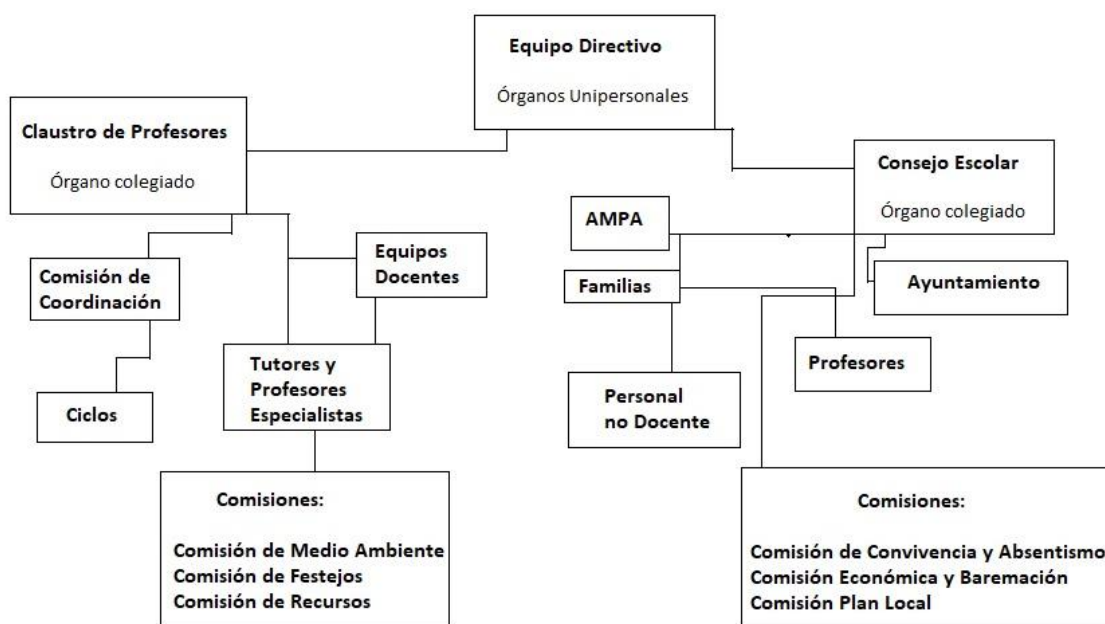 Equipo Directivo
Órganos Unipersonales
Claustro de Profesores
Órgano colegiado
Consejo Escolar
Órgano colegiado
AMPA
Equipos
Docentes
Comisión de
Coordinación
Familias
Ayuntamiento
Tutores y
Profesores
Especialistas
Profesores
Ciclos
Personal
no Docente
Comisiones:
Comisión de Medio Ambiente
Comisión de Festejos
Comisión de Recursos
Comisiones:
Comisión de Convivencia y Absentismo
Comisión Económica y Baremación
Comisión Plan Local